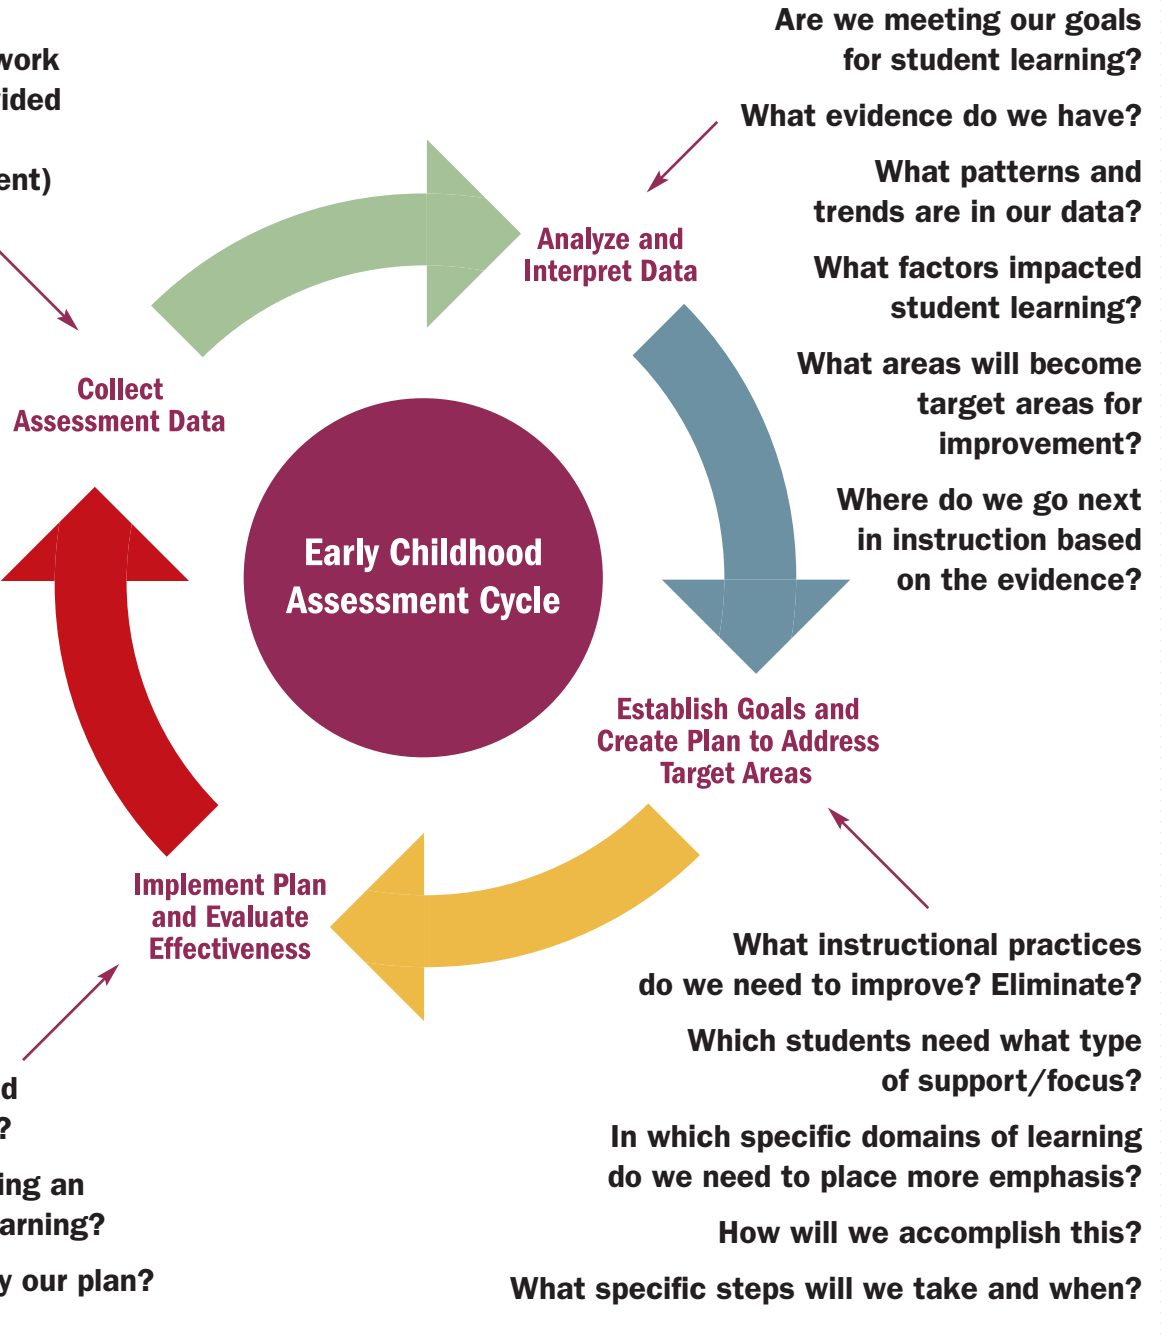 Are we meeting our goals
for student learning?
What evidence do we have?
What patterns and
trends are in our data?
What factors impacted
student learning?
What areas will become
target areas for
improvement?
Where do we go next
in instruction based
on the evidence?
work
ent)
Analyze and
Interpret Data
Collect
Assessment Data
Early Childhood
Assessment Cycle
Establish Goals and
Create Plan to Address
Target Areas
Implement Plan
and Evaluate
Effectiveness
What instructional practices
do we need to improve? Eliminate?
Which students need what type
of support/focus?
In which specific domains of learning
do we need to place more emphasis?
How will we accomplish this?
What specific steps will we take and when?
d
?
ing an
arning?
y our plan?